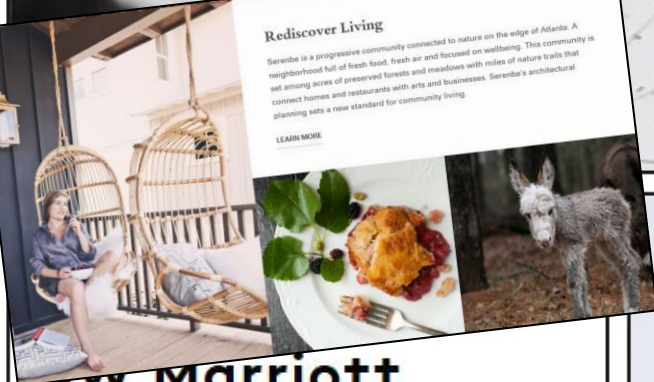 Rediscover Living
Serenbe is a progressive community connected to nature on the edge of Atlanta. A
neighborhood full of fresh food, fresh air and focused on wellbeing. This community is
set among acres of preserved forests and meadows with miles of nature trails that
connect homes and restaurants with arts and businesses. Serenbe's architectural
planning sets a new standard for community living.
LEARN MORE
Marriott